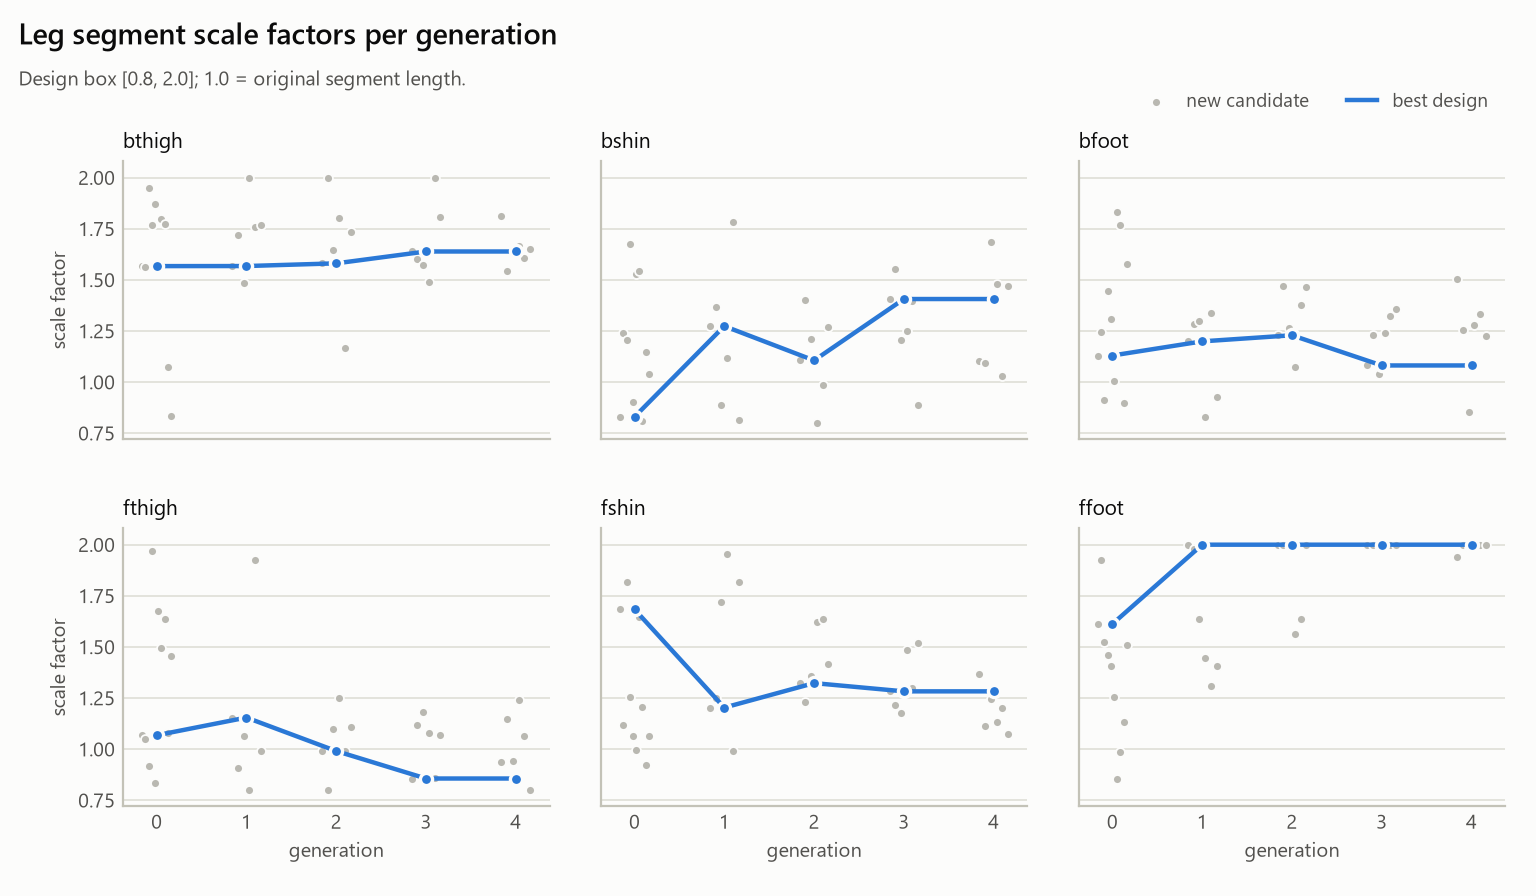 Leg segment scale factors per generation
Design box [0.8, 2.0]; 1.0 = original segment length.
new candidate best design
bthigh bshin bfoot
2.00
1.75
1.50
1.25
1.00
0.75
scale factor
fthigh fshin ffoot
2.00
1.75
1.50
1.25
1.00
0.75
scale factor
0 1 2 3 4 0 1 2 3 4 0 1 2 3 4
generation generation generation